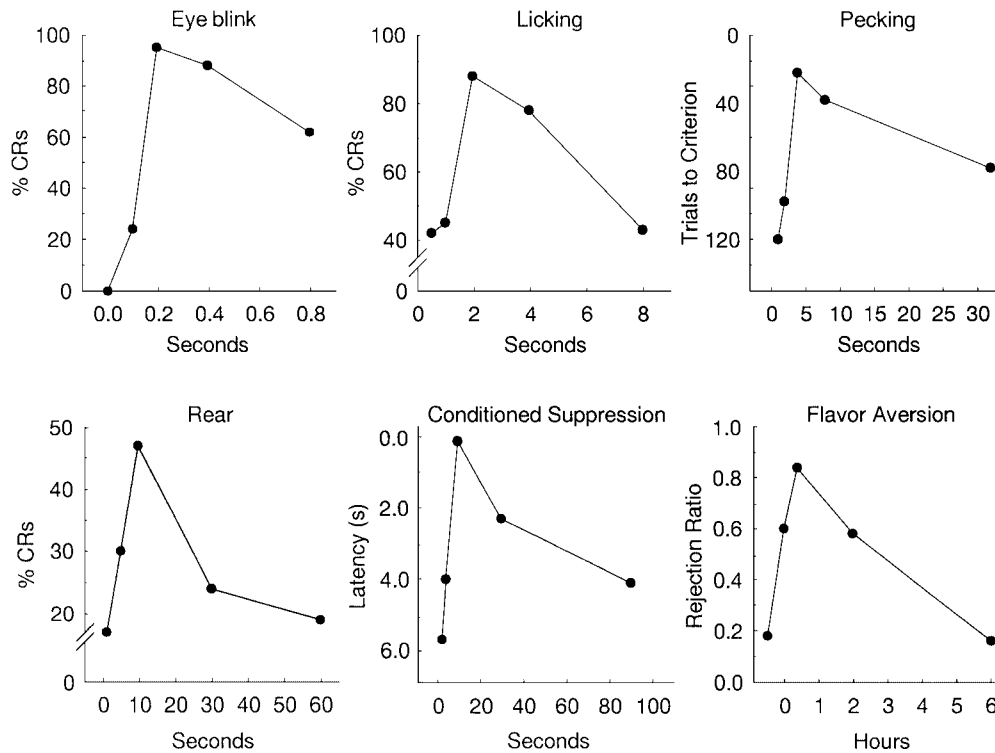 Eye blink
% CRs
100
80
60
40
20
0
0.0 0.2 0.4 0.6 0.8
Seconds
Licking
% CRs
100
80
60
40
0
0 2 4 6 8
Seconds
Pecking
Trials to Criterion
0
40
80
120
0 5 10 15 20 25 30
Seconds
Rear
% CRs
50
40
30
20
0
0 10 20 30 40 50 60
Seconds
Conditioned Suppression
Latency (s)
0.0
2.0
4.0
6.0
0 20 40 60 80 100
Seconds
Flavor Aversion
Rejection Ratio
1.0
0.8
0.6
0.4
0.2
0.0
0 1 2 3 4 5 6
Hours